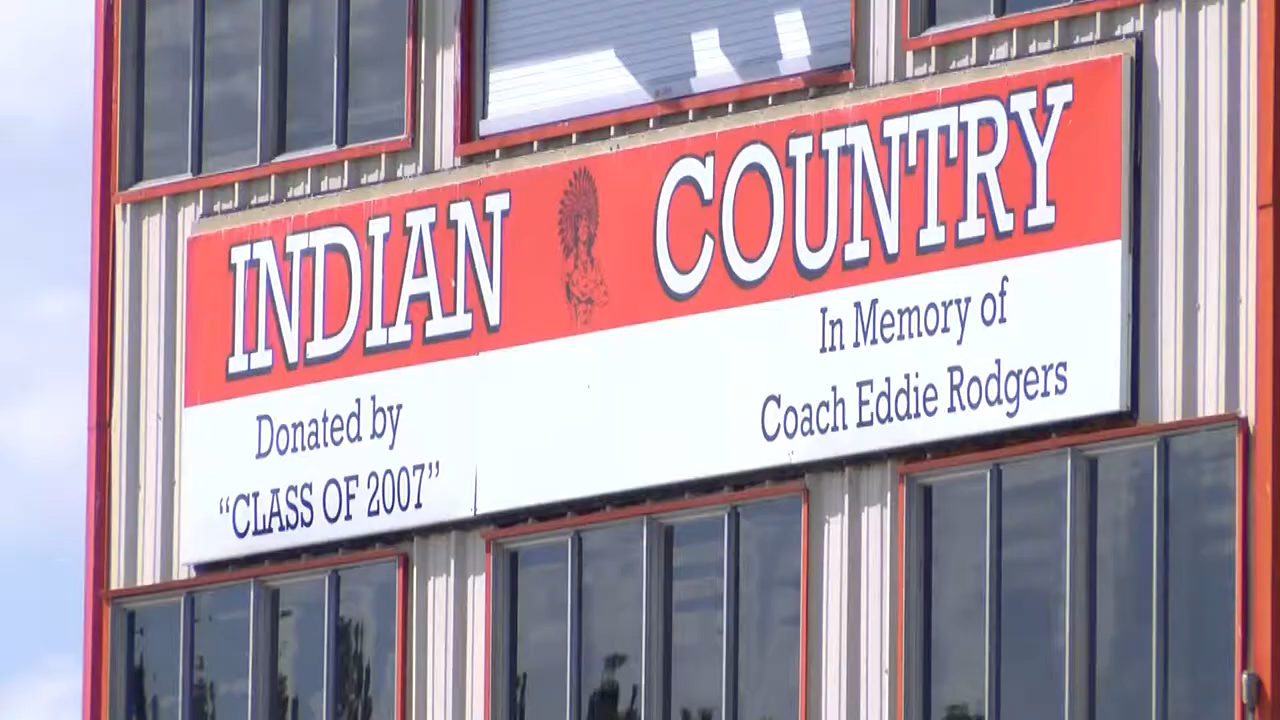 INDIAN COUNTRY
Donated by
“CLASS OF 2007”
In Memory of
Coach Eddie Rodgers